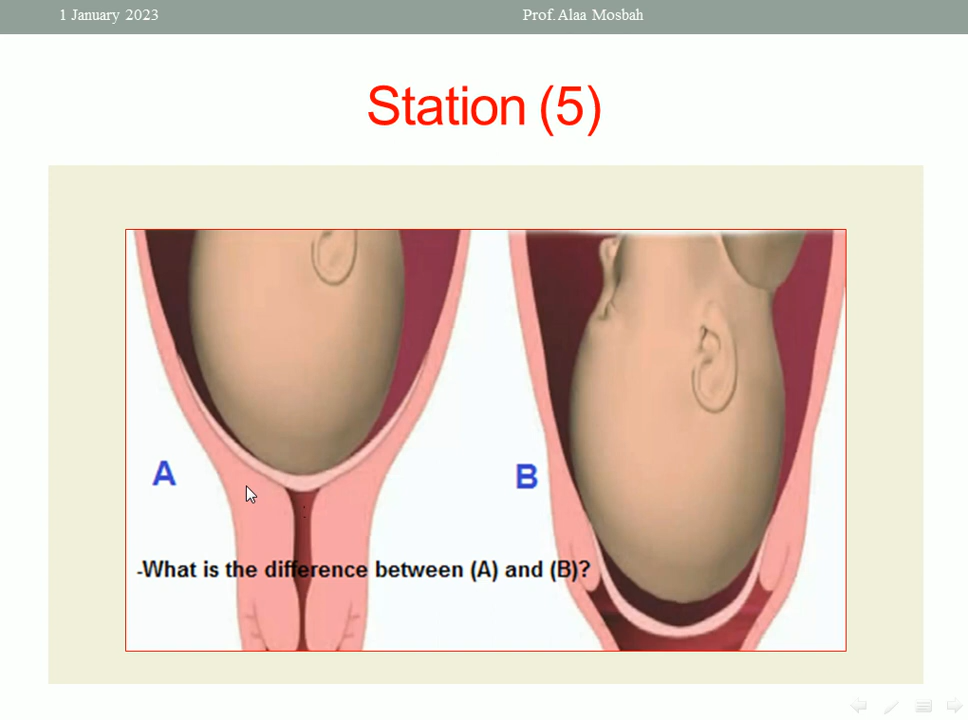 1 January 2023 Prof. Alaa Mosbah
Station (5)
A
B
-What is the difference between (A) and (B)?